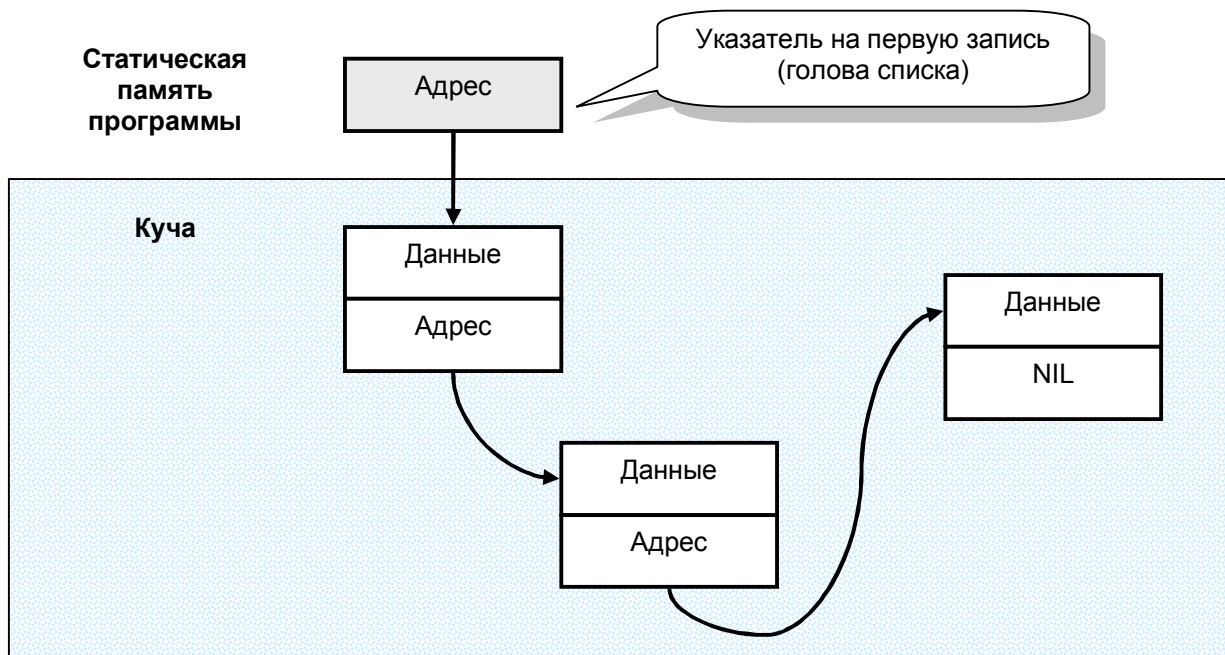 Статическая
память
программы
Адрес
Указатель на первую запись
(голова списка)
Куча
Данные
Адрес
Данные
Адрес
Данные
NIL